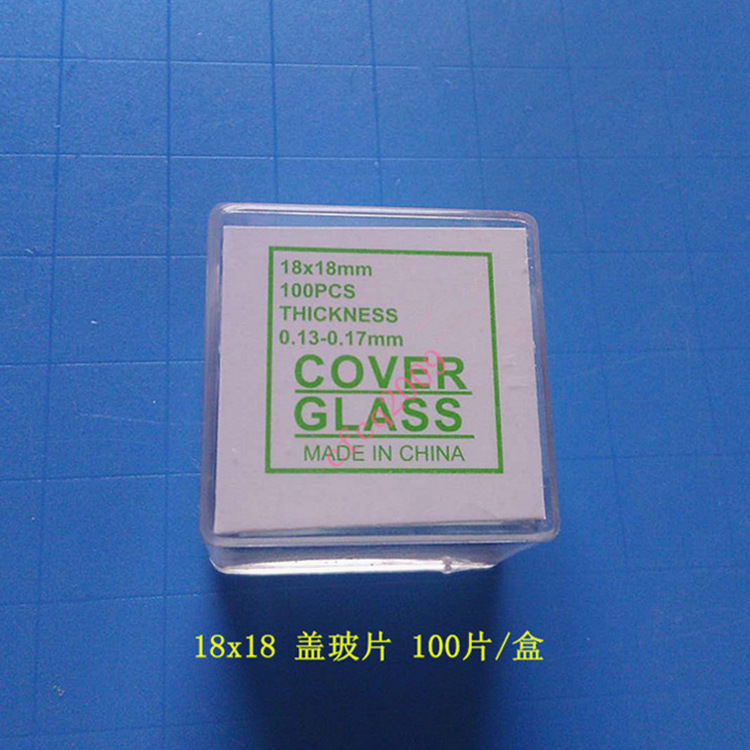 18x18mm
100PCS
THICKNESS
0.13-0.17mm
COVER
GLASS
MADE IN CHINA
cfcq2009
18x18 盖玻片 100片/盒